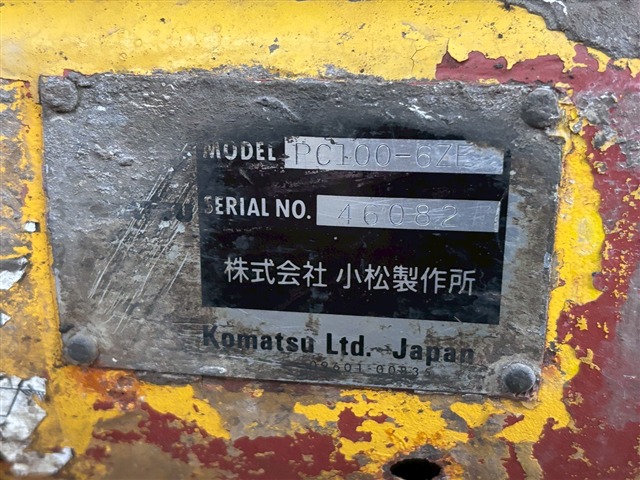 MODEL PC100-6ZE
SERIAL NO. 46082
株式会社 小松製作所
Komatsu Ltd. Japan